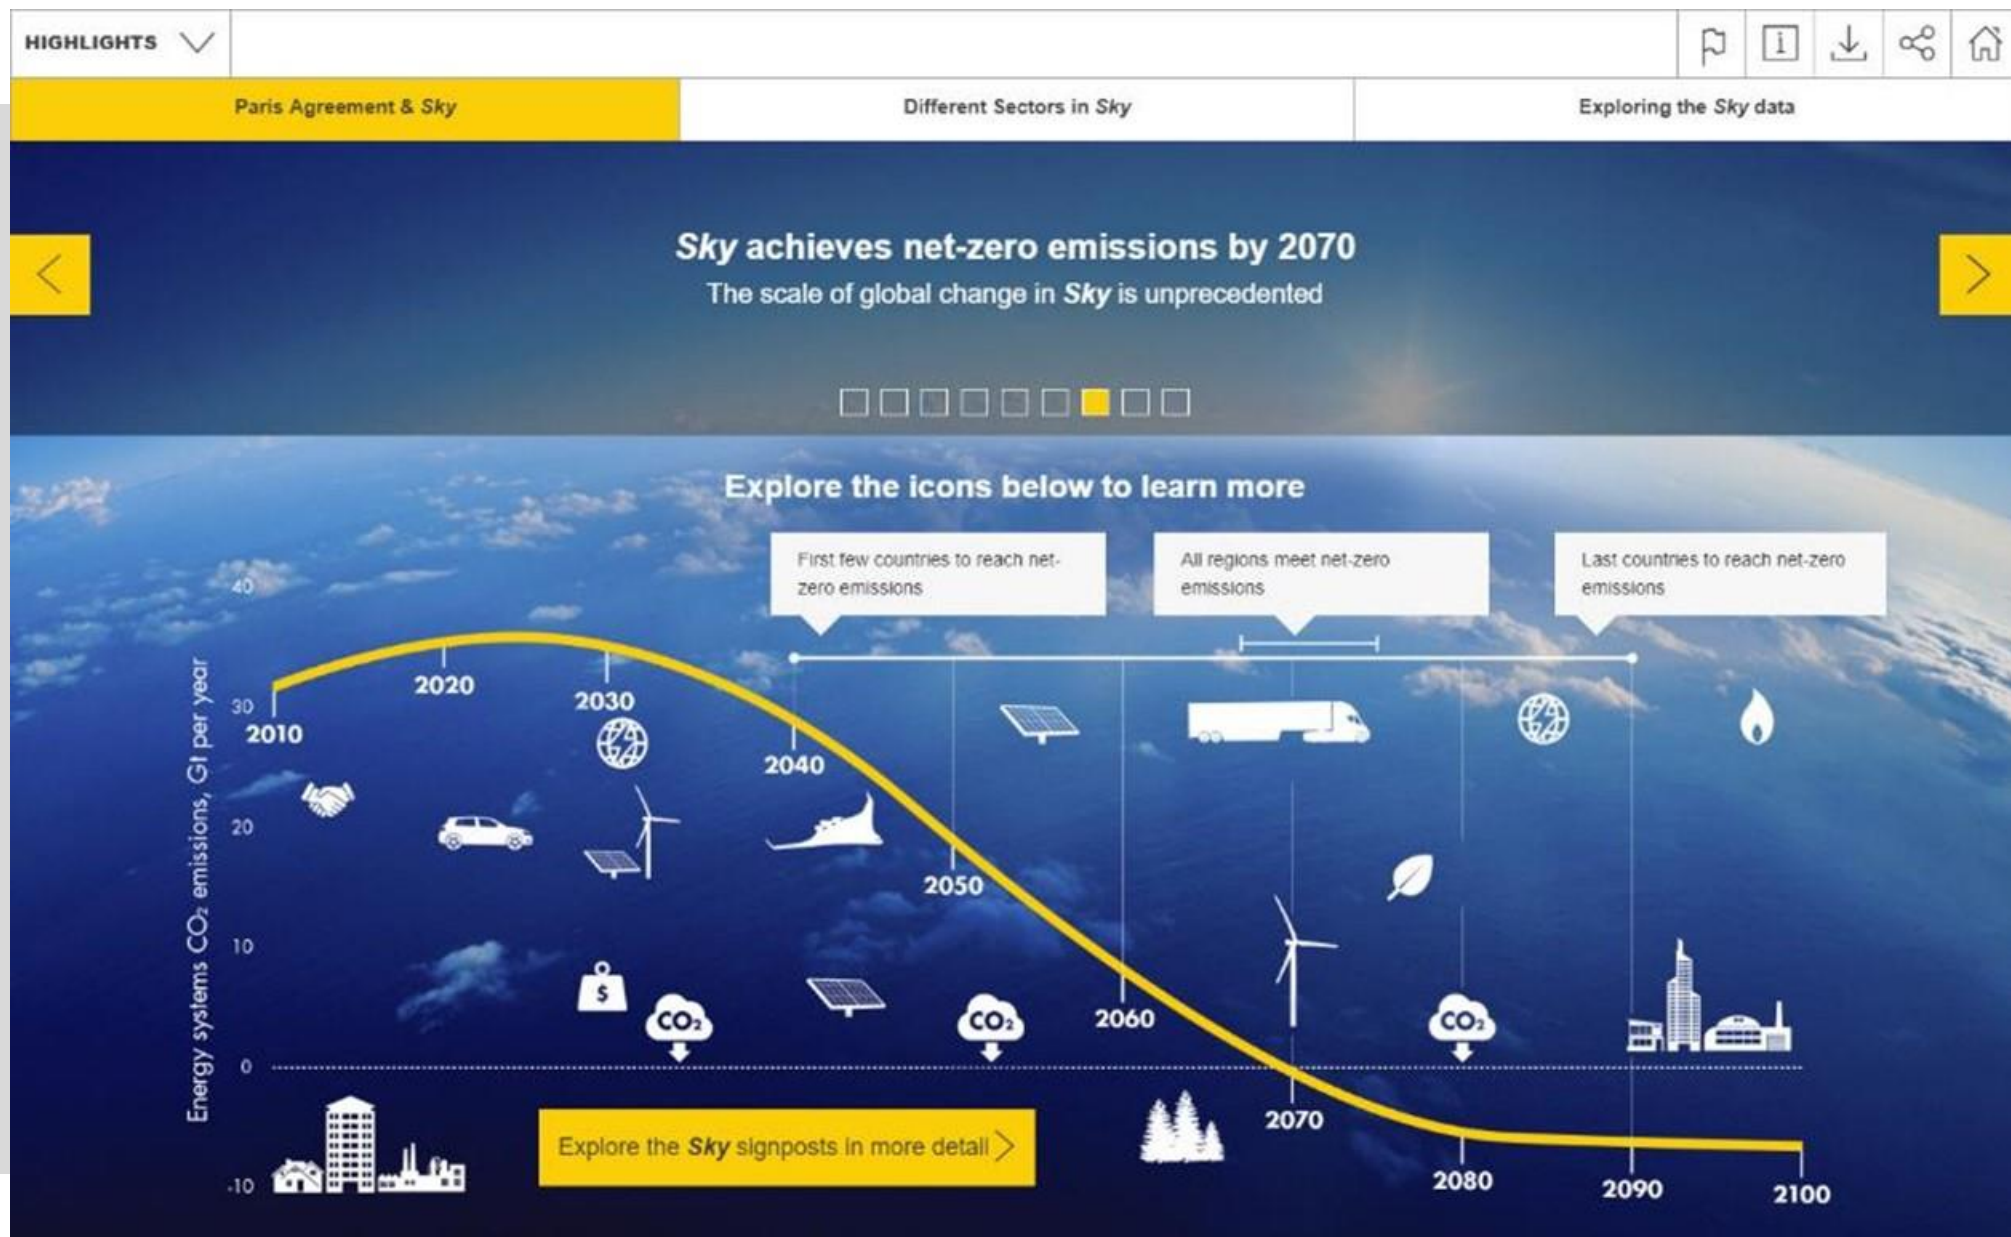 HIGHLIGHTS
Paris Agreement & Sky
Different Sectors in Sky
Exploring the Sky data
Sky achieves net-zero emissions by 2070
The scale of global change in Sky is unprecedented
Explore the icons below to learn more
First few countries to reach net-
zero emissions
All regions meet net-zero
emissions
Last countries to reach net-zero
emissions
Energy systems CO₂ emissions, Gt per year
40
30
20
10
0
-10
2010
2020
2030
2040
2050
2060
2070
2080
2090
2100
$
CO₂
CO₂
CO₂
Explore the Sky signposts in more detail